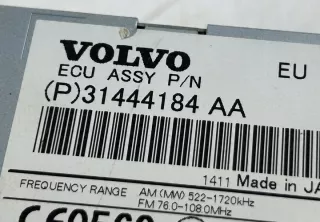 VOLVO
ECU ASSY P/N EU
(P)31444184 AA
1411 Made in JA
FREQUENCY RANGE AM (MW) 522-1720kHz
FM 76.0-108.0MHz